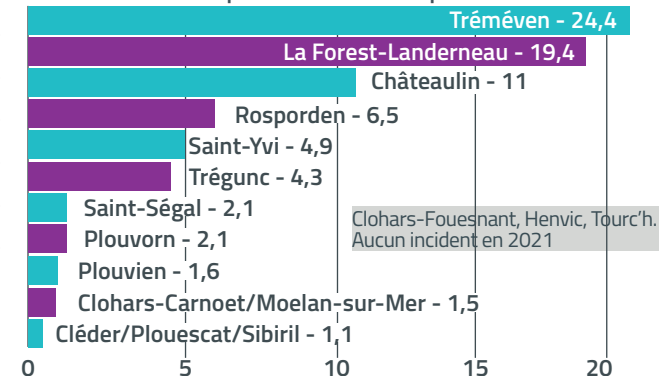 Tréméven - 24,4
La Forest-Landerneau - 19,4
Châteaulin - 11
Rosporden - 6,5
Saint-Yvi - 4,9
Trégunc - 4,3
Saint-Ségal - 2,1
Clohars-Fouesnant, Henvic, Tourc'h.
Aucun incident en 2021
Plouvorn - 2,1
Plouvien - 1,6
Clohars-Carnoet/Moelan-sur-Mer - 1,5
Cléder/Plouescat/Sibiril - 1,1
0 5 10 15 20